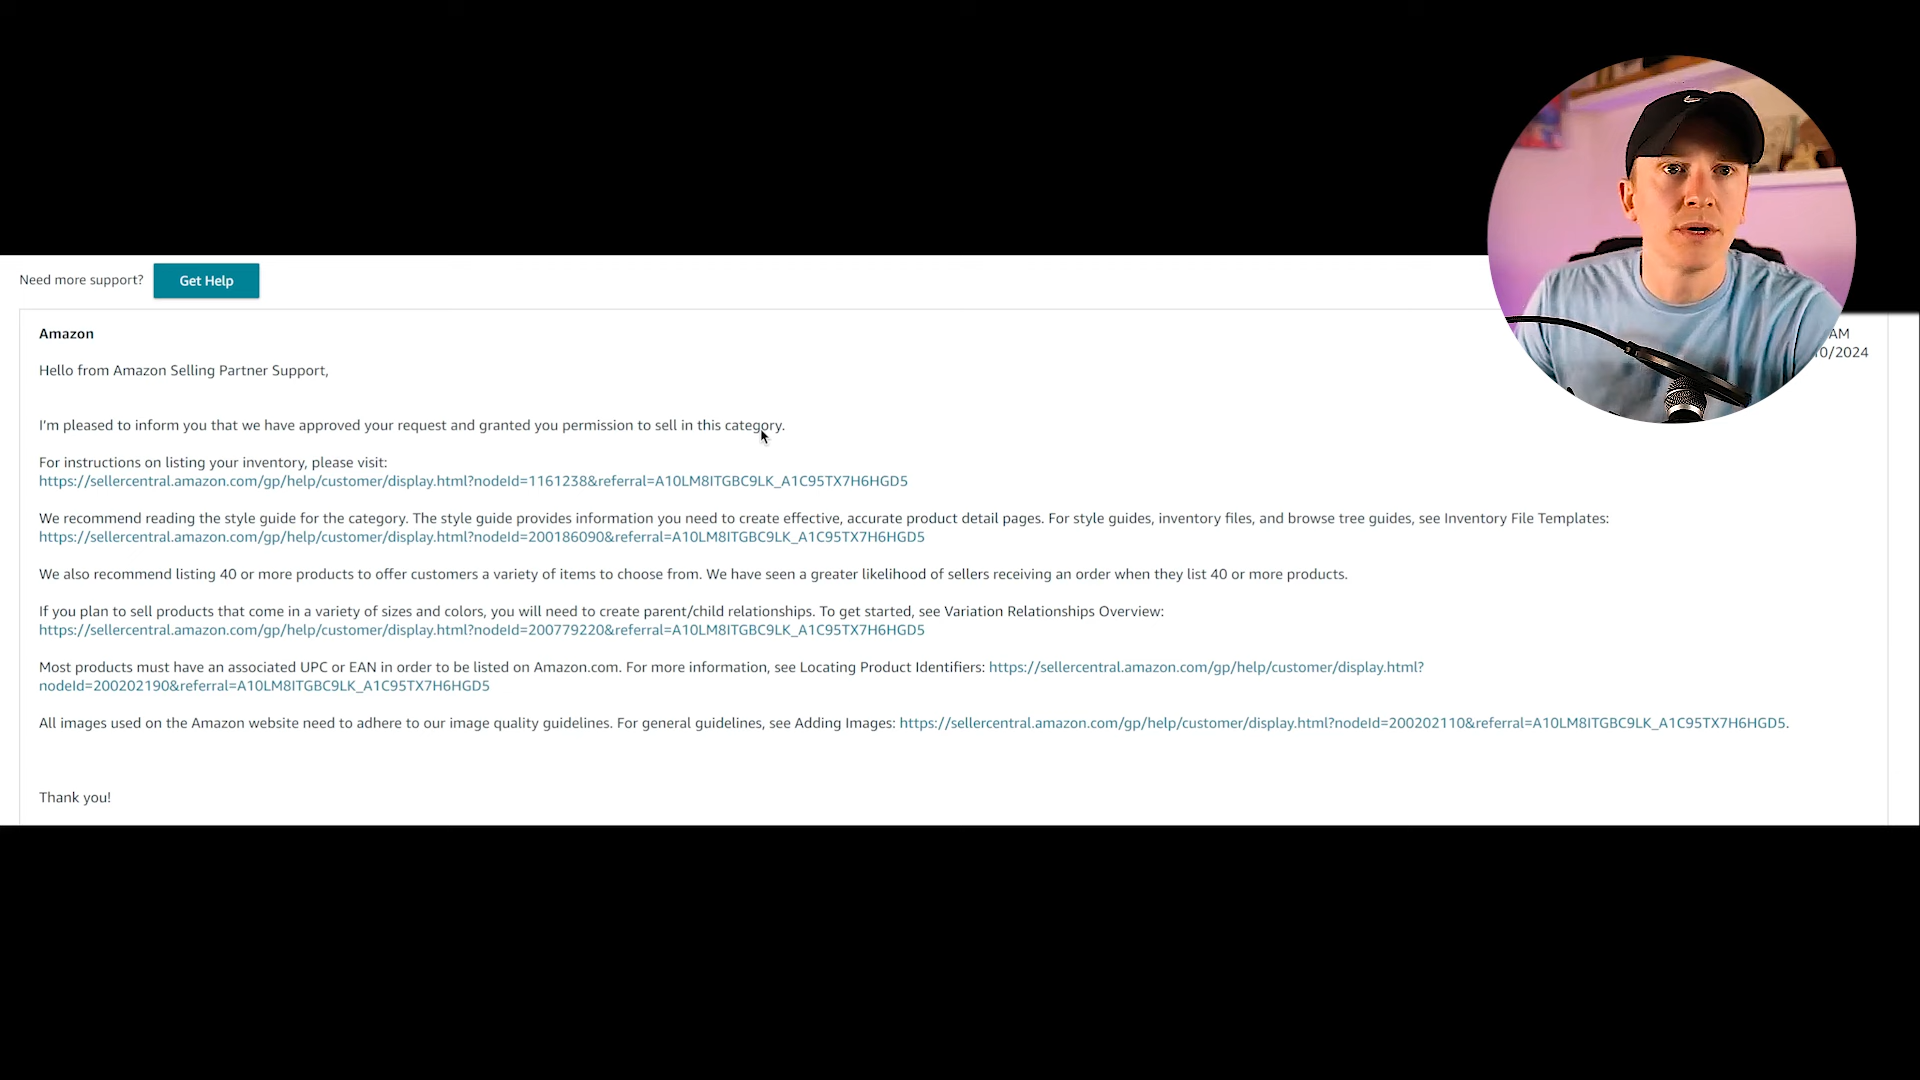 Need more support?
Get Help
Amazon
AM
Hello from Amazon Selling Partner Support,
0/2024
I'm pleased to inform you that we have approved your request and granted you permission to sell in this category.
For instructions on listing your inventory, please visit:
https://sellercentral.amazon.com/gp/help/customer/display.html?nodeId=1161238&referral=A10LM8ITGBC9LK_A1C95TX7H6HGD5
We recommend reading the style guide for the category. The style guide provides information you need to create effective, accurate product detail pages. For style guides, inventory files, and browse tree guides, see Inventory File Templates:
https://sellercentral.amazon.com/gp/help/customer/display.html?nodeId=200186090&referral=A10LM8ITGBC9LK_A1C95TX7H6HGD5
We also recommend listing 40 or more products to offer customers a variety of items to choose from. We have seen a greater likelihood of sellers receiving an order when they list 40 or more products.
If you plan to sell products that come in a variety of sizes and colors, you will need to create parent/child relationships. To get started, see Variation Relationships Overview:
https://sellercentral.amazon.com/gp/help/customer/display.html?nodeId=200779220&referral=A10LM8ITGBC9LK_A1C95TX7H6HGD5
Most products must have an associated UPC or EAN in order to be listed on Amazon.com. For more information, see Locating Product Identifiers: https://sellercentral.amazon.com/gp/help/customer/display.html?
nodeId=200202190&referral=A10LM8ITGBC9LK_A1C95TX7H6HGD5
All images used on the Amazon website need to adhere to our image quality guidelines. For general guidelines, see Adding Images: https://sellercentral.amazon.com/gp/help/customer/display.html?nodeId=200202110&referral=A10LM8ITGBC9LK_A1C95TX7H6HGD5.
Thank you!